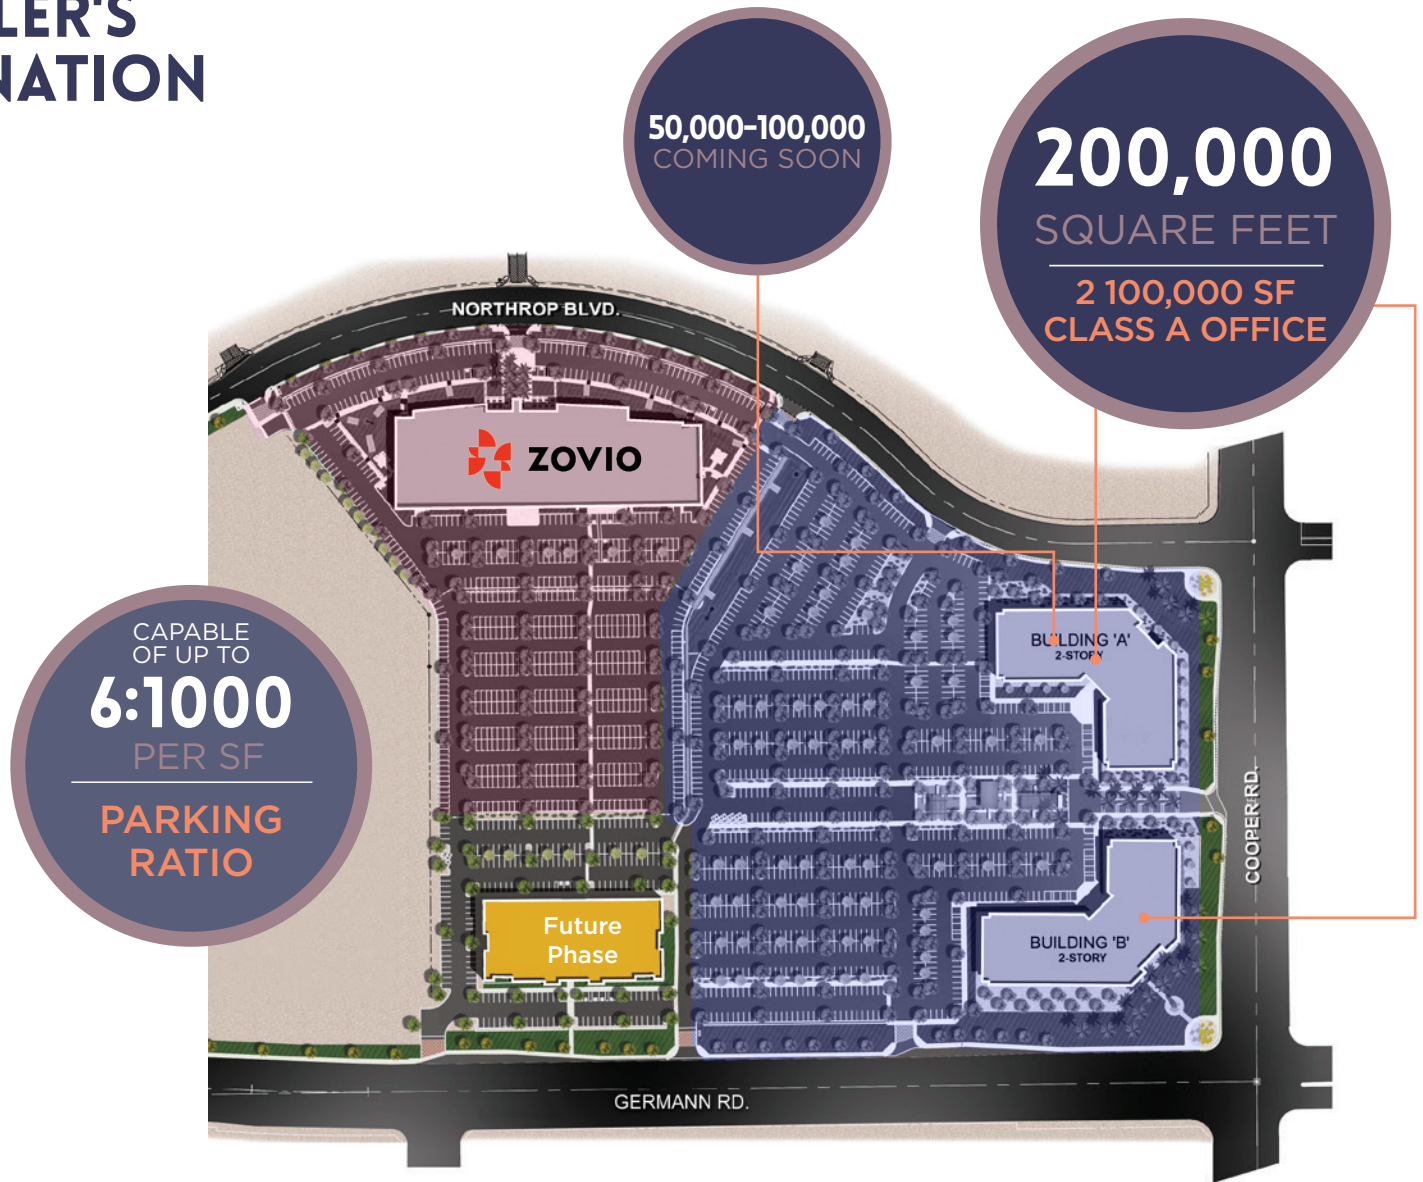 LER'S
NATION
50,000-100,000
COMING SOON
200,000
SQUARE FEET
2 100,000 SF
CLASS A OFFICE
NORTHROP BLVD.
ZOVIO
CAPABLE
OF UP TO
6:1000
PER SF
PARKING
RATIO
BUILDING 'A'
2-STORY
COOPER RD.
Future
Phase
BUILDING 'B'
2-STORY
GERMANN RD.